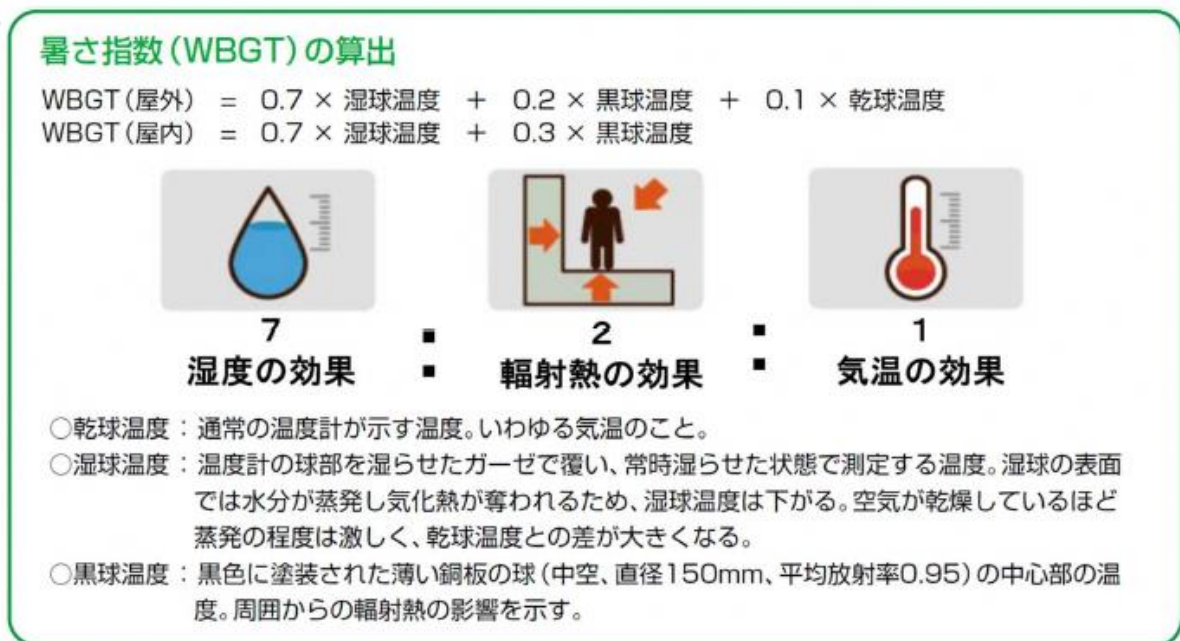 暑さ指数(WBGT)の算出
WBGT(屋外) = 0.7 × 湿球温度 + 0.2 × 黒球温度 + 0.1 × 乾球温度
WBGT(屋内) = 0.7 × 湿球温度 + 0.3 × 黒球温度
7 : 2 : 1
湿度の効果 輻射熱の効果 気温の効果
○乾球温度：通常の温度計が示す温度。いわゆる気温のこと。
○湿球温度：温度計の球部を湿らせたガーゼで覆い、常時湿らせた状態で測定する温度。湿球の表面
では水分が蒸発し気化熱が奪われるため、湿球温度は下がる。空気が乾燥しているほど
蒸発の程度は激しく、乾球温度との差が大きくなる。
○黒球温度：黒色に塗装された薄い銅板の球(中空、直径150mm、平均放射率0.95)の中心部の温
度。周囲からの輻射熱の影響を示す。